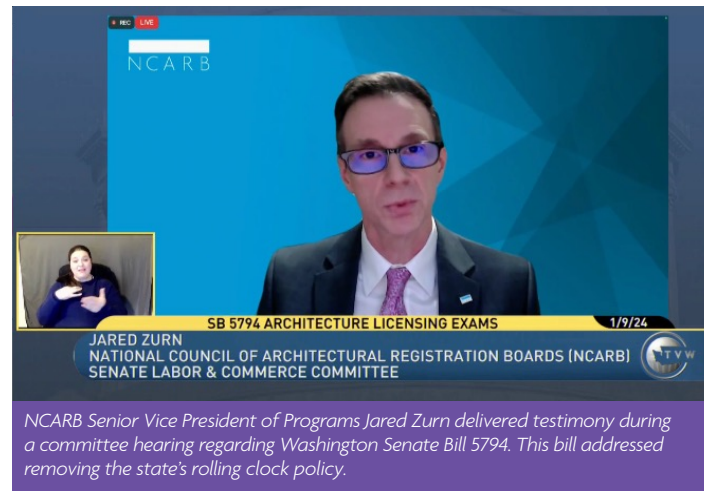 REC LIVE
NCARB
SB 5794 ARCHITECTURE LICENSING EXAMS 1/9/24
JARED ZURN
NATIONAL COUNCIL OF ARCHITECTURAL REGISTRATION BOARDS (NCARB)
SENATE LABOR & COMMERCE COMMITTEE
TVW
NCARB Senior Vice President of Programs Jared Zurn delivered testimony during
a committee hearing regarding Washington Senate Bill 5794. This bill addressed
removing the state's rolling clock policy.